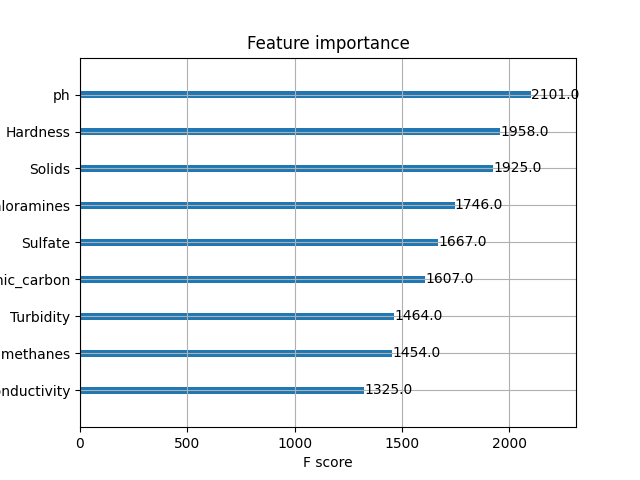 Feature importance
ph
2101.0
Hardness
1958.0
Solids
1925.0
loramines
1746.0
Sulfate
1667.0
nic_carbon
1607.0
Turbidity
1464.0
methanes
1454.0
nductivity
1325.0
0 500 1000 1500 2000
F score